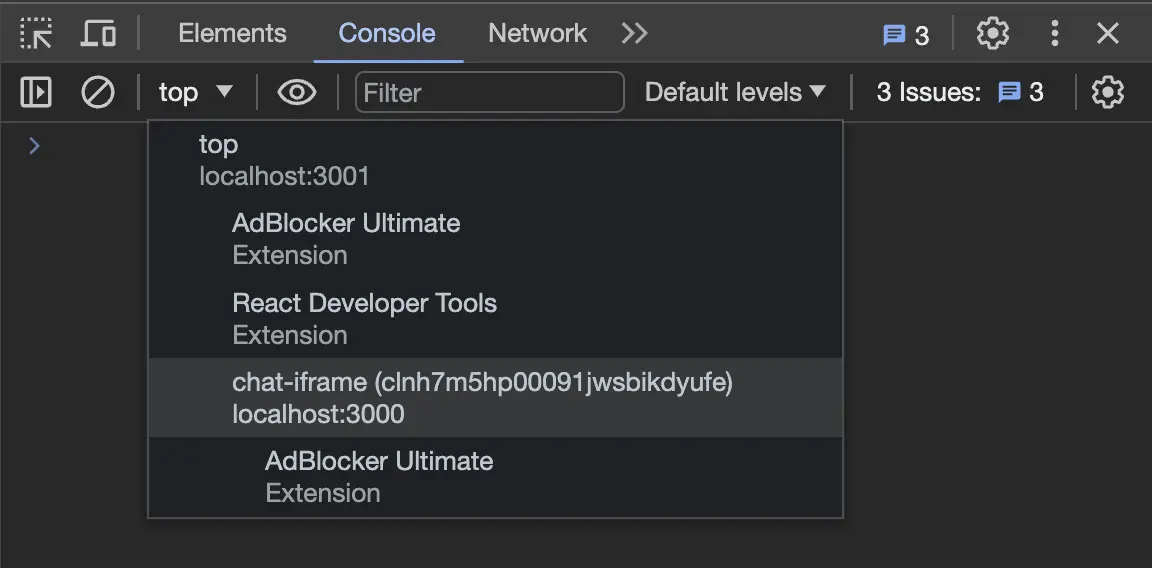 Elements Console Network 3
top Filter Default levels 3 Issues: 3
top
localhost:3001
AdBlocker Ultimate
Extension
React Developer Tools
Extension
chat-iframe (clnh7m5hp00091jwsbikdyufe)
localhost:3000
AdBlocker Ultimate
Extension